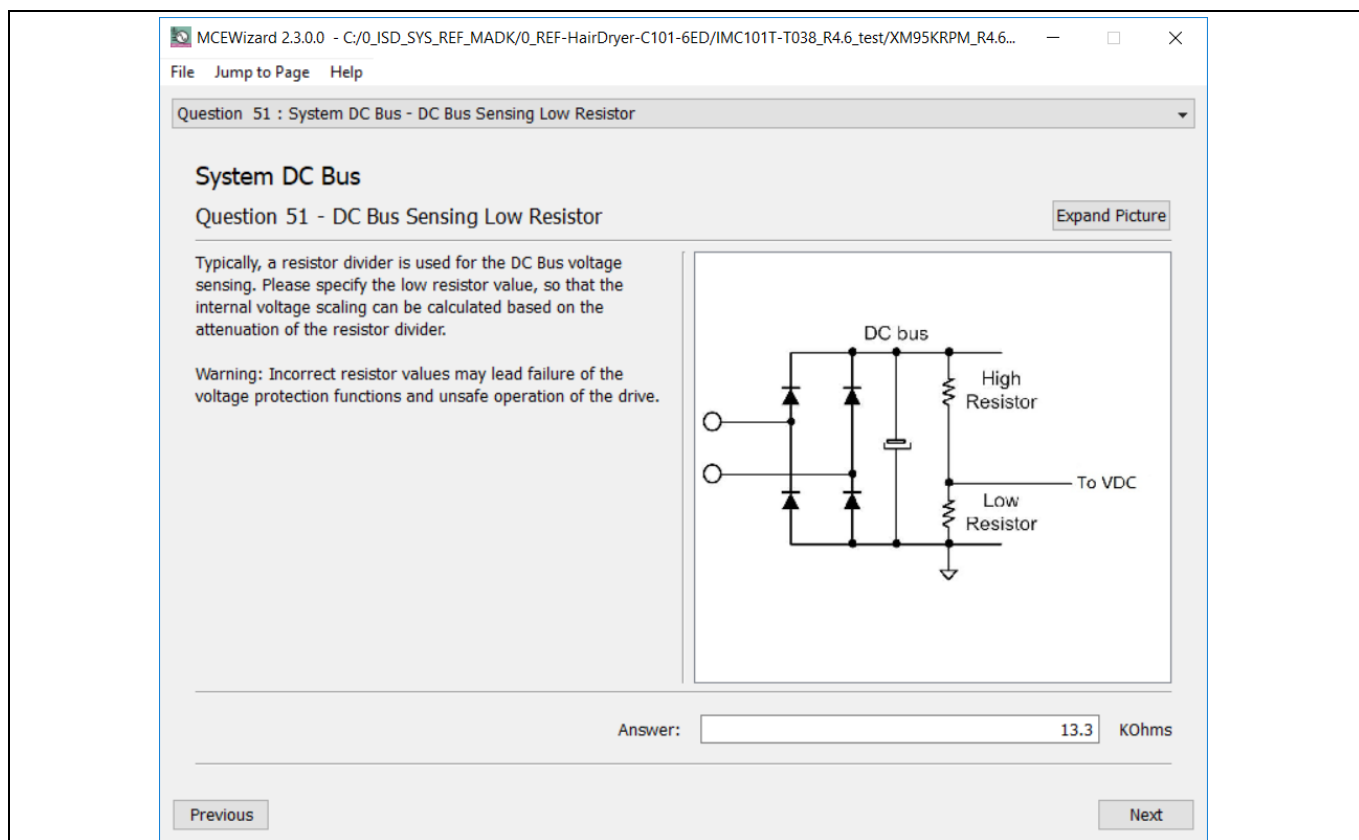 MCEWizard 2.3.0.0 - C:/0_ISD_SYS_REF_MADK/0_REF-HairDryer-C101-6ED/IMC101T-T038_R4.6_test/XM95KRPM_R4.6...
File Jump to Page Help
Question 51 : System DC Bus - DC Bus Sensing Low Resistor
System DC Bus
Question 51 - DC Bus Sensing Low Resistor
Expand Picture
Typically, a resistor divider is used for the DC Bus voltage
sensing. Please specify the low resistor value, so that the
internal voltage scaling can be calculated based on the
attenuation of the resistor divider.
Warning: Incorrect resistor values may lead failure of the
voltage protection functions and unsafe operation of the drive.
DC bus
High
Resistor
To VDC
Low
Resistor
Answer: 13.3 KOhms
Previous Next